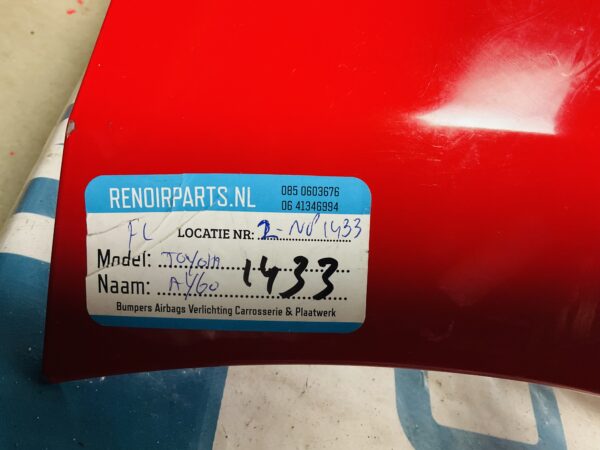 RENOIRPARTS.NL
085 0603676
06 41346994
FL LOCATIE NR: 2-No 1433
Model: Toyota
Naam: AYGO 1433
Bumpers Airbags Verlichting Carrosserie & Plaatwerk